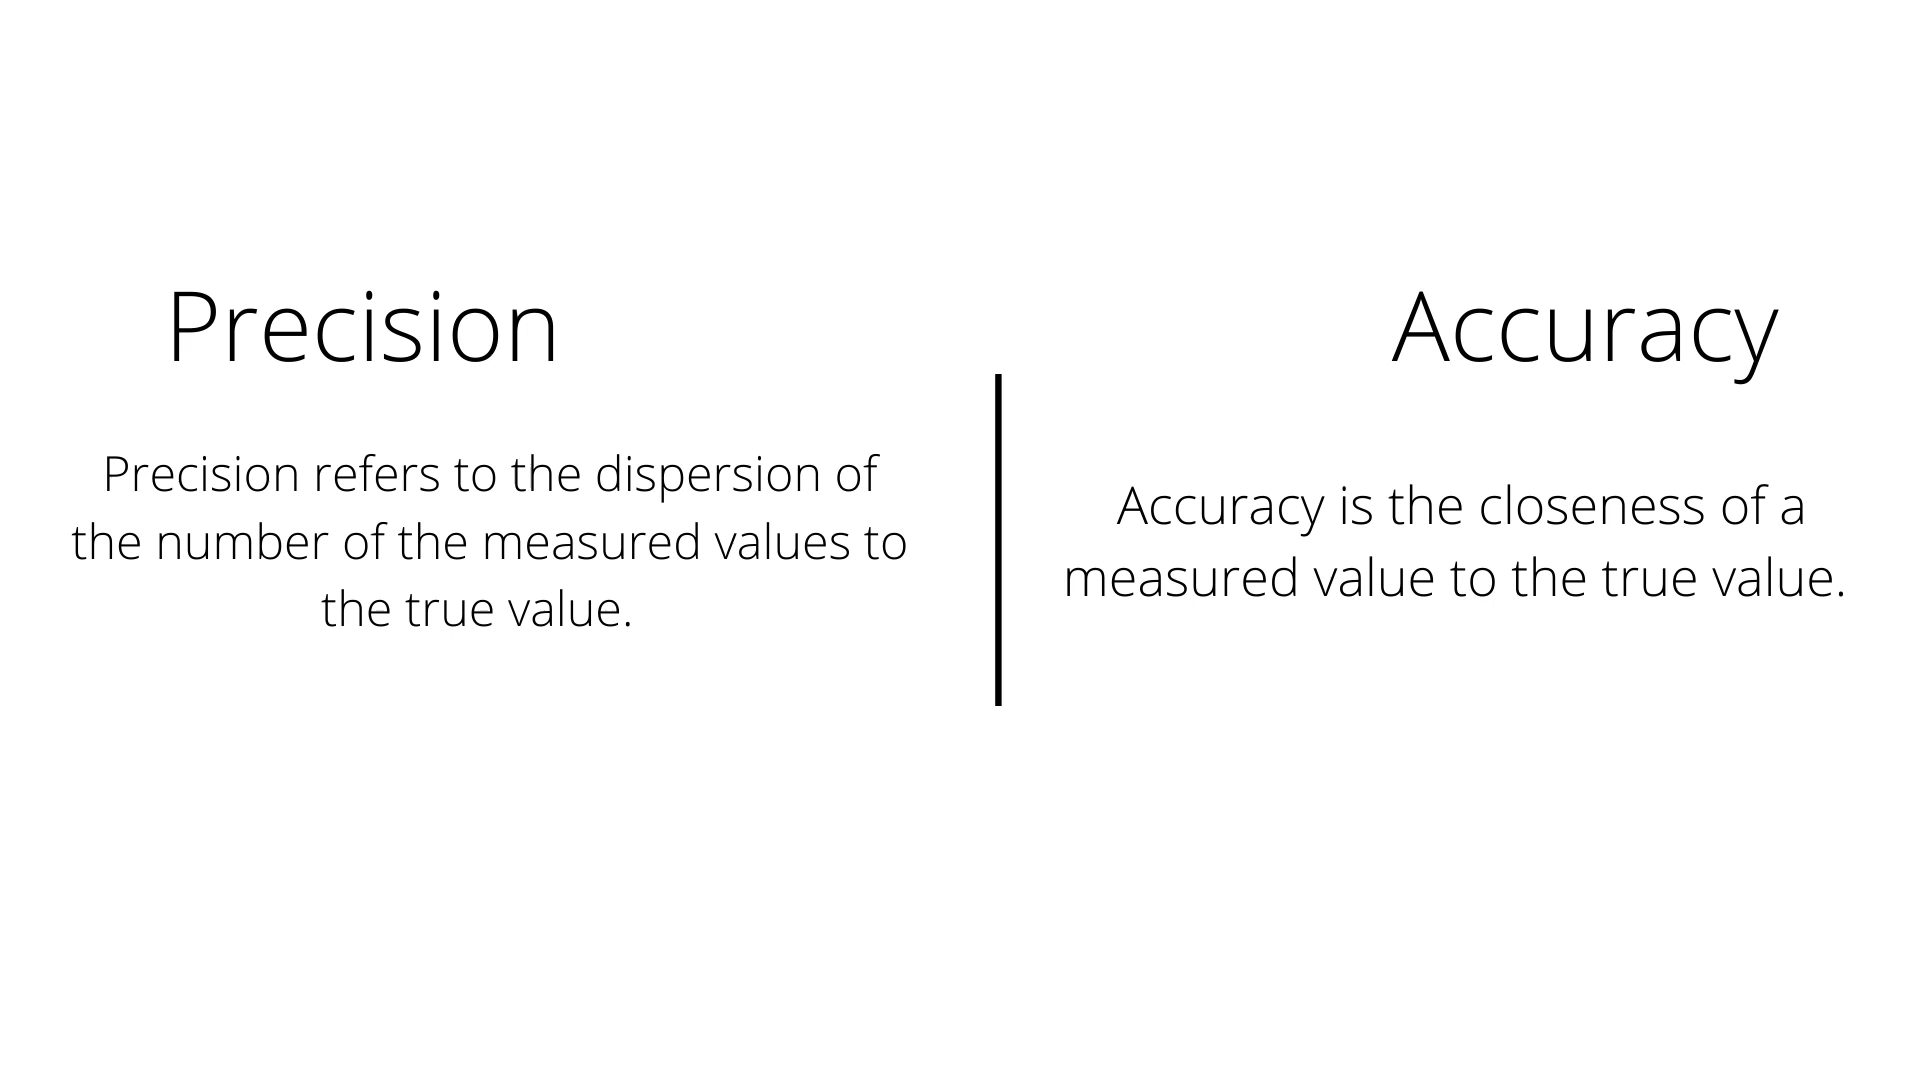 Precision
Precision refers to the dispersion of
the number of the measured values to
the true value.
Accuracy
Accuracy is the closeness of a
measured value to the true value.